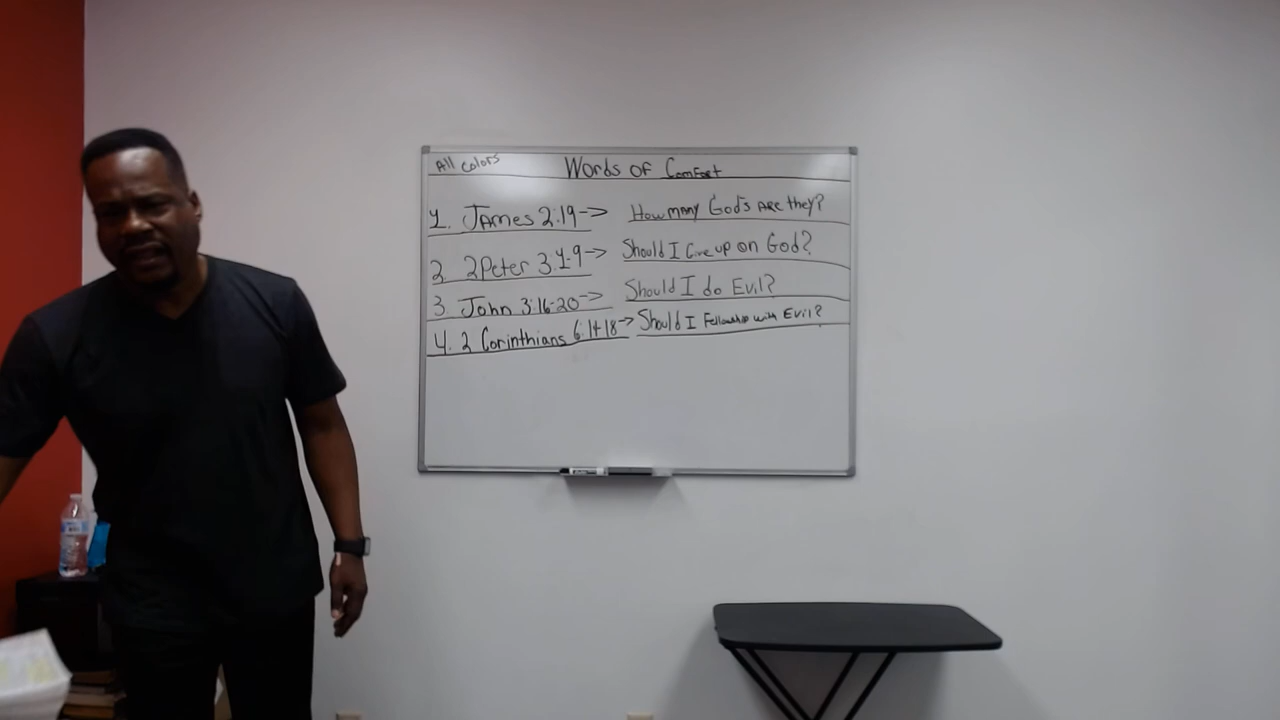 All Colors
Words of Comfort
1. James 2:19-> How many God's Are they?
2. 2Peter 3:1-9-> Should I Give up on God?
3. John 3:16-20-> Should I do Evil?
4. 2 Corinthians 6:14-18-> Should I Fellowship with Evil?